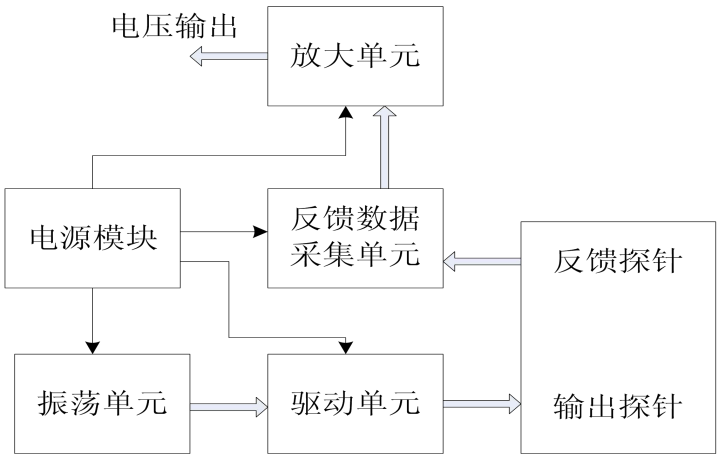 电压输出
放大单元
电源模块
反馈数据
采集单元
反馈探针
振荡单元
驱动单元
输出探针